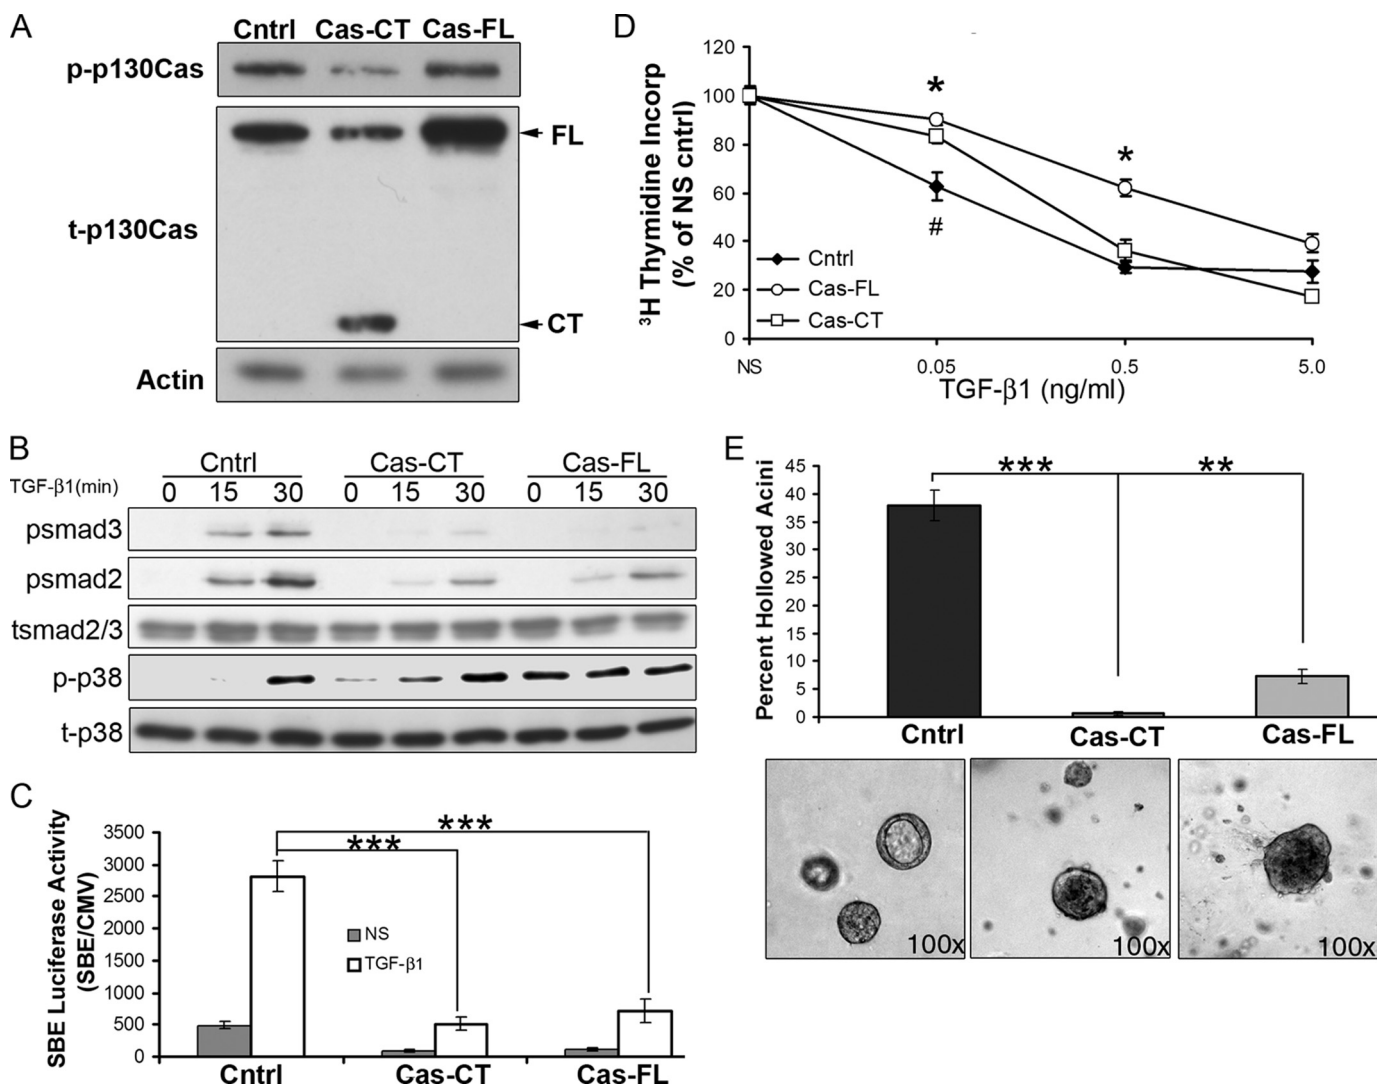 A
Cntrl Cas-CT Cas-FL
p-p130Cas
FL
t-p130Cas
CT
Actin
B
Cntrl Cas-CT Cas-FL
TGF-β1(min) 0 15 30 0 15 30 0 15 30
psmad3
psmad2
tsmad2/3
p-p38
t-p38
C
SBE Luciferase Activity
(SBE/CMV)
3500
3000
2500
2000
1500
1000
500
0
***
***
NS
TGF-β1
Cntrl Cas-CT Cas-FL
D
³H Thymidine Incorp
(% of NS cntrl)
120
100
80
60
40
20
0
*
*
#
Cntrl
Cas-FL
Cas-CT
NS 0.05 0.5 5.0
TGF-β1 (ng/ml)
E
Percent Hollowed Acini
45
40
35
30
25
20
15
10
5
0
*** **
Cntrl Cas-CT Cas-FL
100x 100x 100x